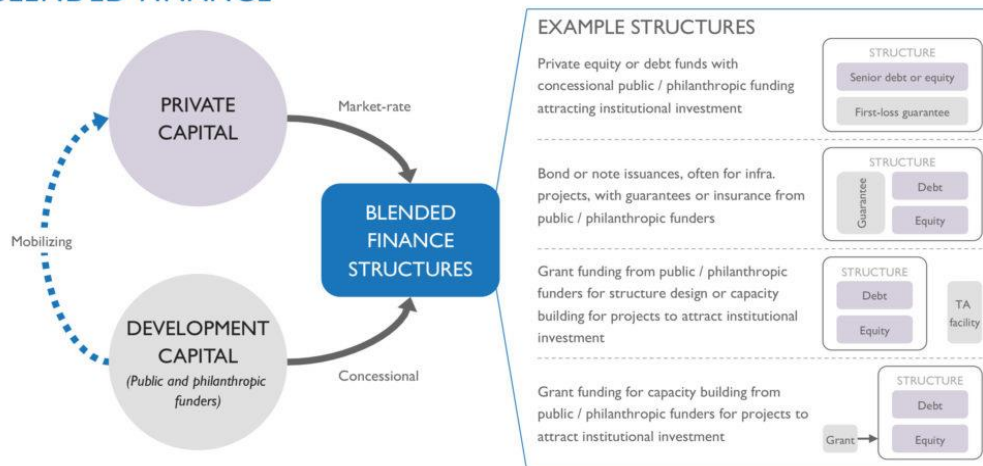 BLENDED FINANCE
PRIVATE
CAPITAL
Market-rate
Mobilizing
BLENDED
FINANCE
STRUCTURES
DEVELOPMENT
CAPITAL
(Public and philanthropic
funders)
Concessional
EXAMPLE STRUCTURES
Private equity or debt funds with
concessional public / philanthropic funding
attracting institutional investment
STRUCTURE
Senior debt or equity
First-loss guarantee
Bond or note issuances, often for infra.
projects, with guarantees or insurance from
public / philanthropic funders
STRUCTURE
Guarantee
Debt
Equity
Grant funding from public / philanthropic
funders for structure design or capacity
building for projects to attract institutional
investment
STRUCTURE
Debt
Equity
TA
facility
Grant funding for capacity building from
public / philanthropic funders for projects to
attract institutional investment
STRUCTURE
Debt
Grant
Equity